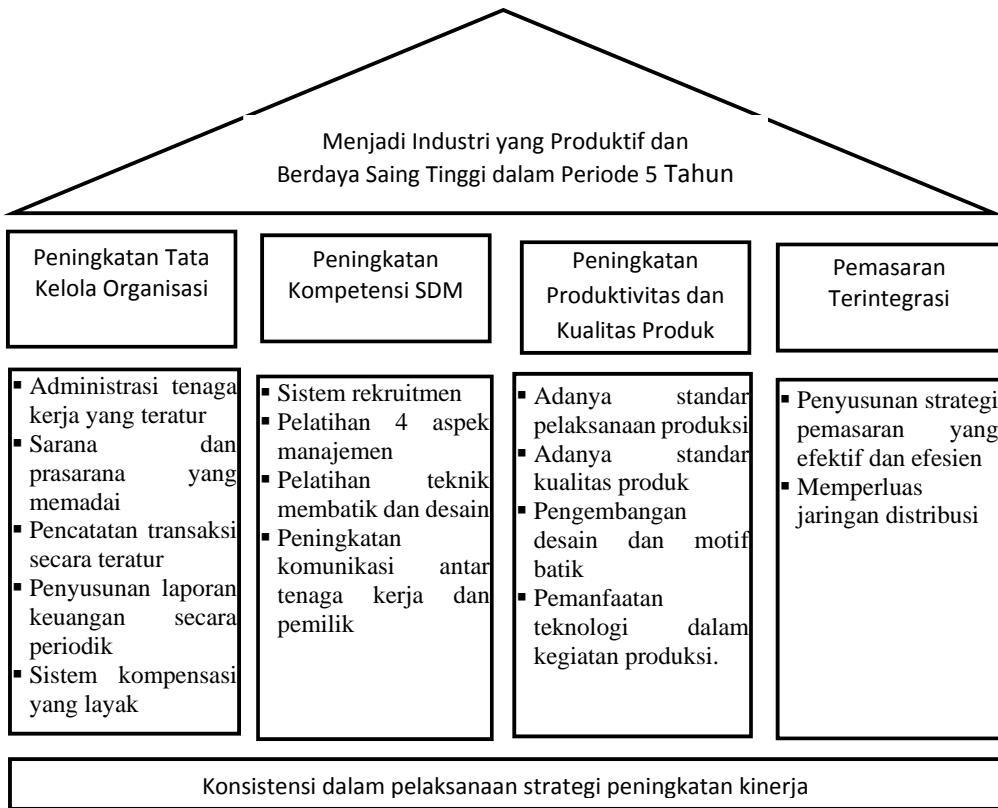 Menjadi Industri yang Produktif dan
Berdaya Saing Tinggi dalam Periode 5 Tahun
Peningkatan Tata
Kelola Organisasi
Peningkatan
Kompetensi SDM
Peningkatan
Produktivitas dan
Kualitas Produk
Pemasaran
Terintegrasi
▪ Administrasi tenaga
kerja yang teratur
▪ Sarana dan
prasarana yang
memadai
▪ Pencatatan transaksi
secara teratur
▪ Penyusunan laporan
keuangan secara
periodik
▪ Sistem kompensasi
yang layak
▪ Sistem rekruitmen
▪ Pelatihan 4 aspek
manajemen
▪ Pelatihan teknik
membatik dan desain
▪ Peningkatan
komunikasi antar
tenaga kerja dan
pemilik
▪ Adanya standar
pelaksanaan produksi
▪ Adanya standar
kualitas produk
▪ Pengembangan
desain dan motif
batik
▪ Pemanfaatan
teknologi dalam
kegiatan produksi.
▪ Penyusunan strategi
pemasaran yang
efektif dan efesien
▪ Memperluas
jaringan distribusi
Konsistensi dalam pelaksanaan strategi peningkatan kinerja